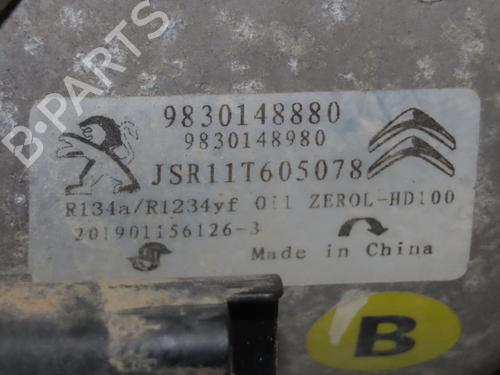 B-PARTS
9830148880
9830148980
JSR11T605078
R134a/R1234yf Oil ZEROL-HD100
201901156126-3
Made in China
B